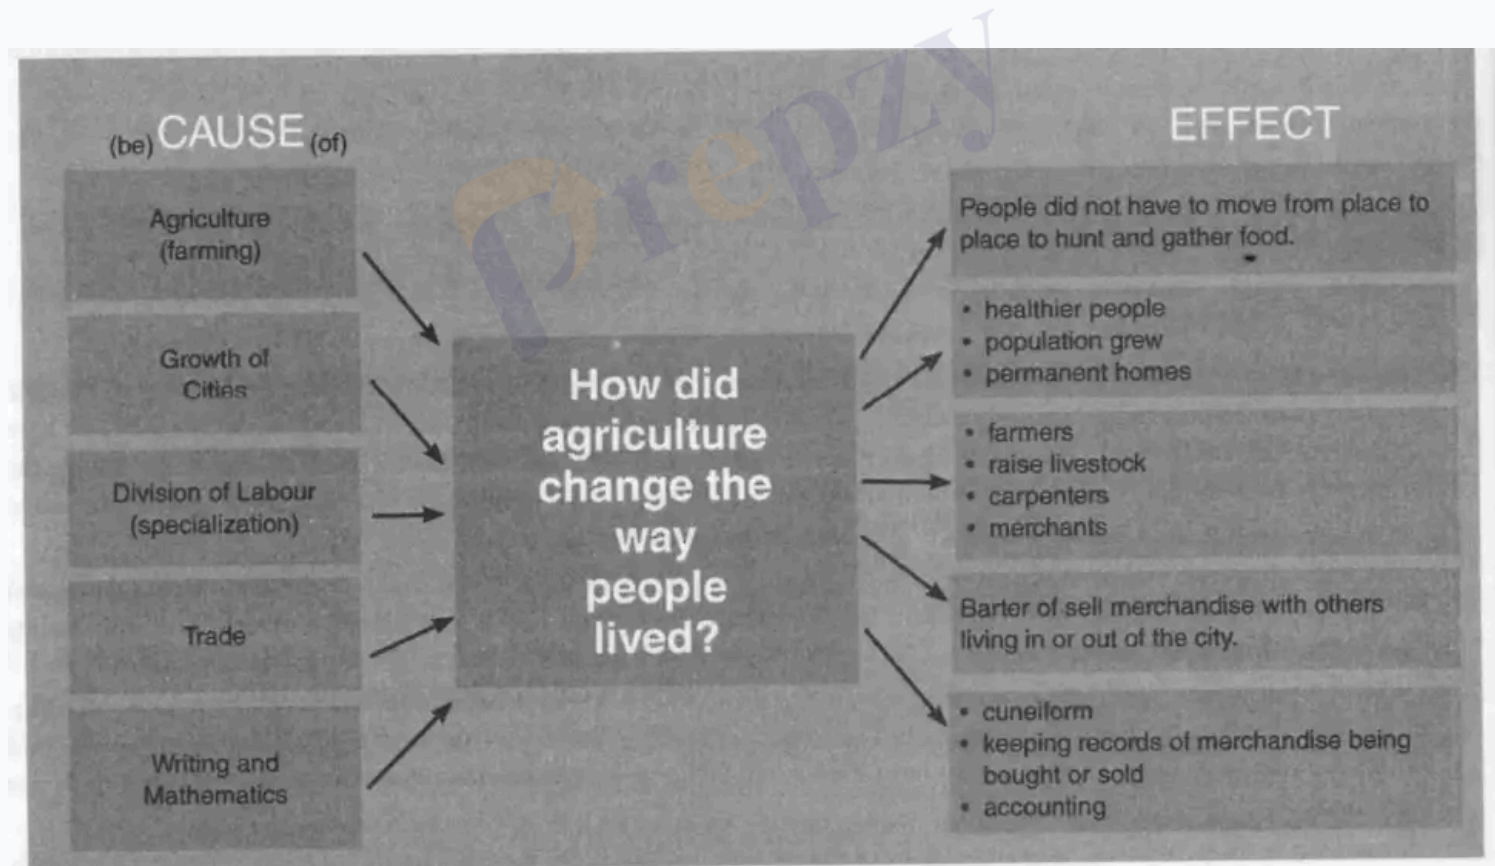 Prepzy
(be) CAUSE (of)
Agriculture
(farming)
Growth of
Cities
Division of Labour
(specialization)
Trade
Writing and
Mathematics
How did
agriculture
change the
way
people
lived?
EFFECT
People did not have to move from place to
place to hunt and gather food.
• healthier people
• population grew
• permanent homes
• farmers
• raise livestock
• carpenters
• merchants
Barter of sell merchandise with others
living in or out of the city.
• cuneiform
• keeping records of merchandise being
bought or sold
• accounting